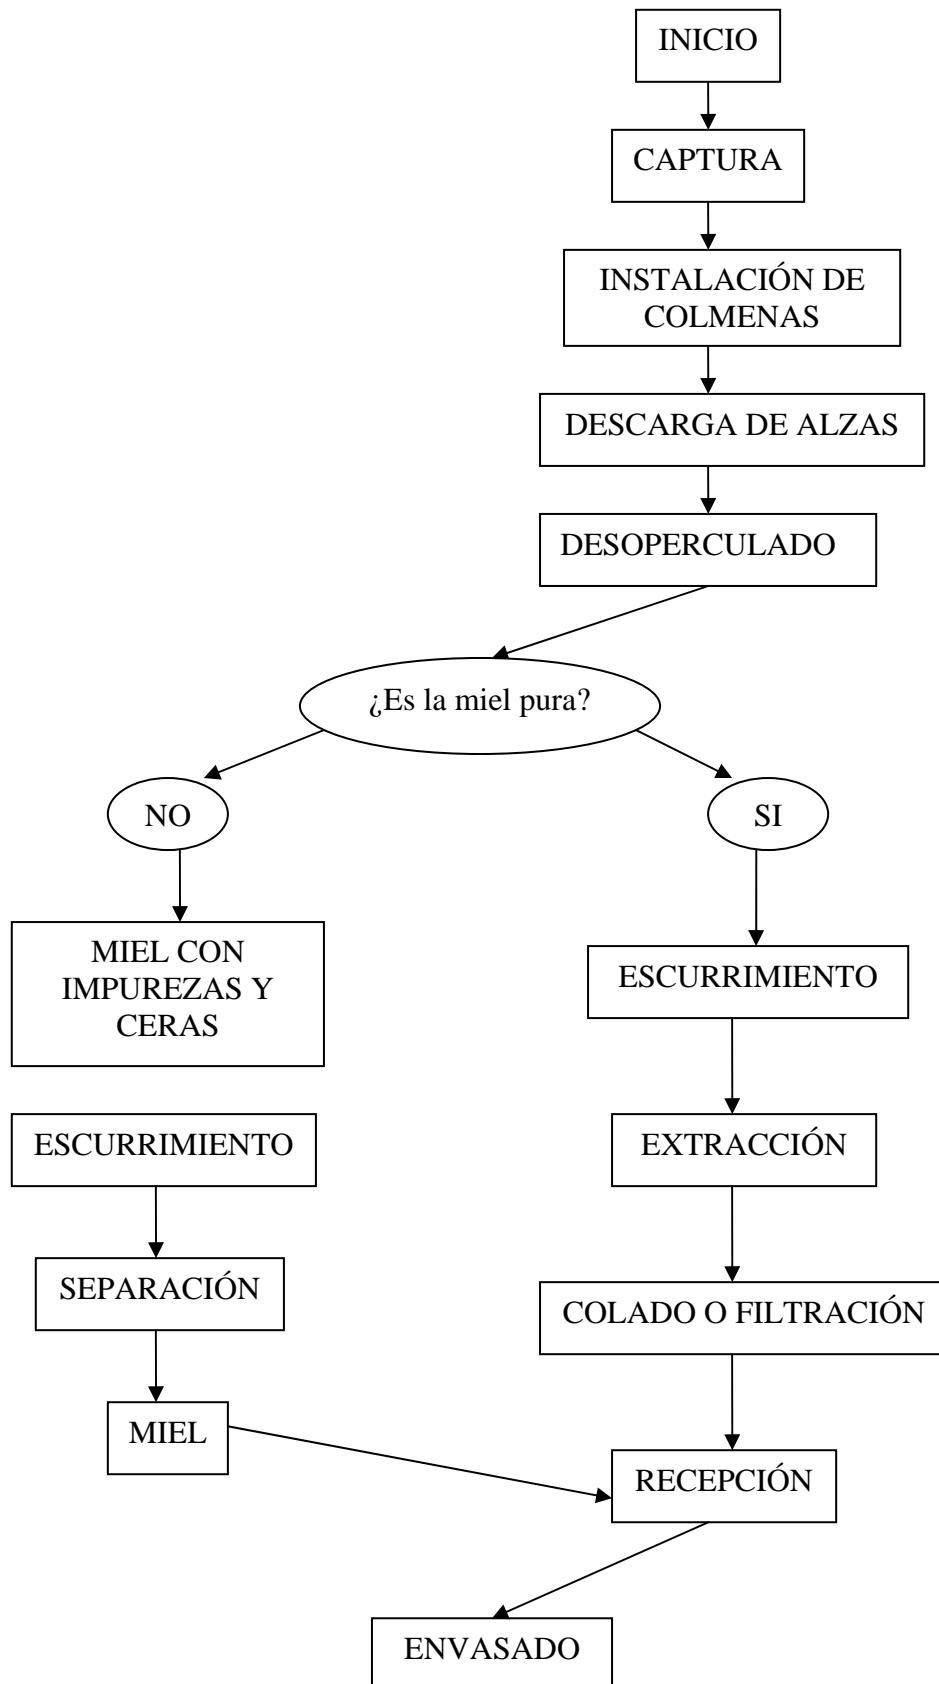 INICIO
CAPTURA
INSTALACIÓN DE
COLMENAS
DESCARGA DE ALZAS
DESOPERCULADO
¿Es la miel pura?
NO
SI
MIEL CON
IMPUREZAS Y
CERAS
ESCURRIMIENTO
ESCURRIMIENTO
EXTRACCIÓN
SEPARACIÓN
COLADO O FILTRACIÓN
MIEL
RECEPCIÓN
ENVASADO